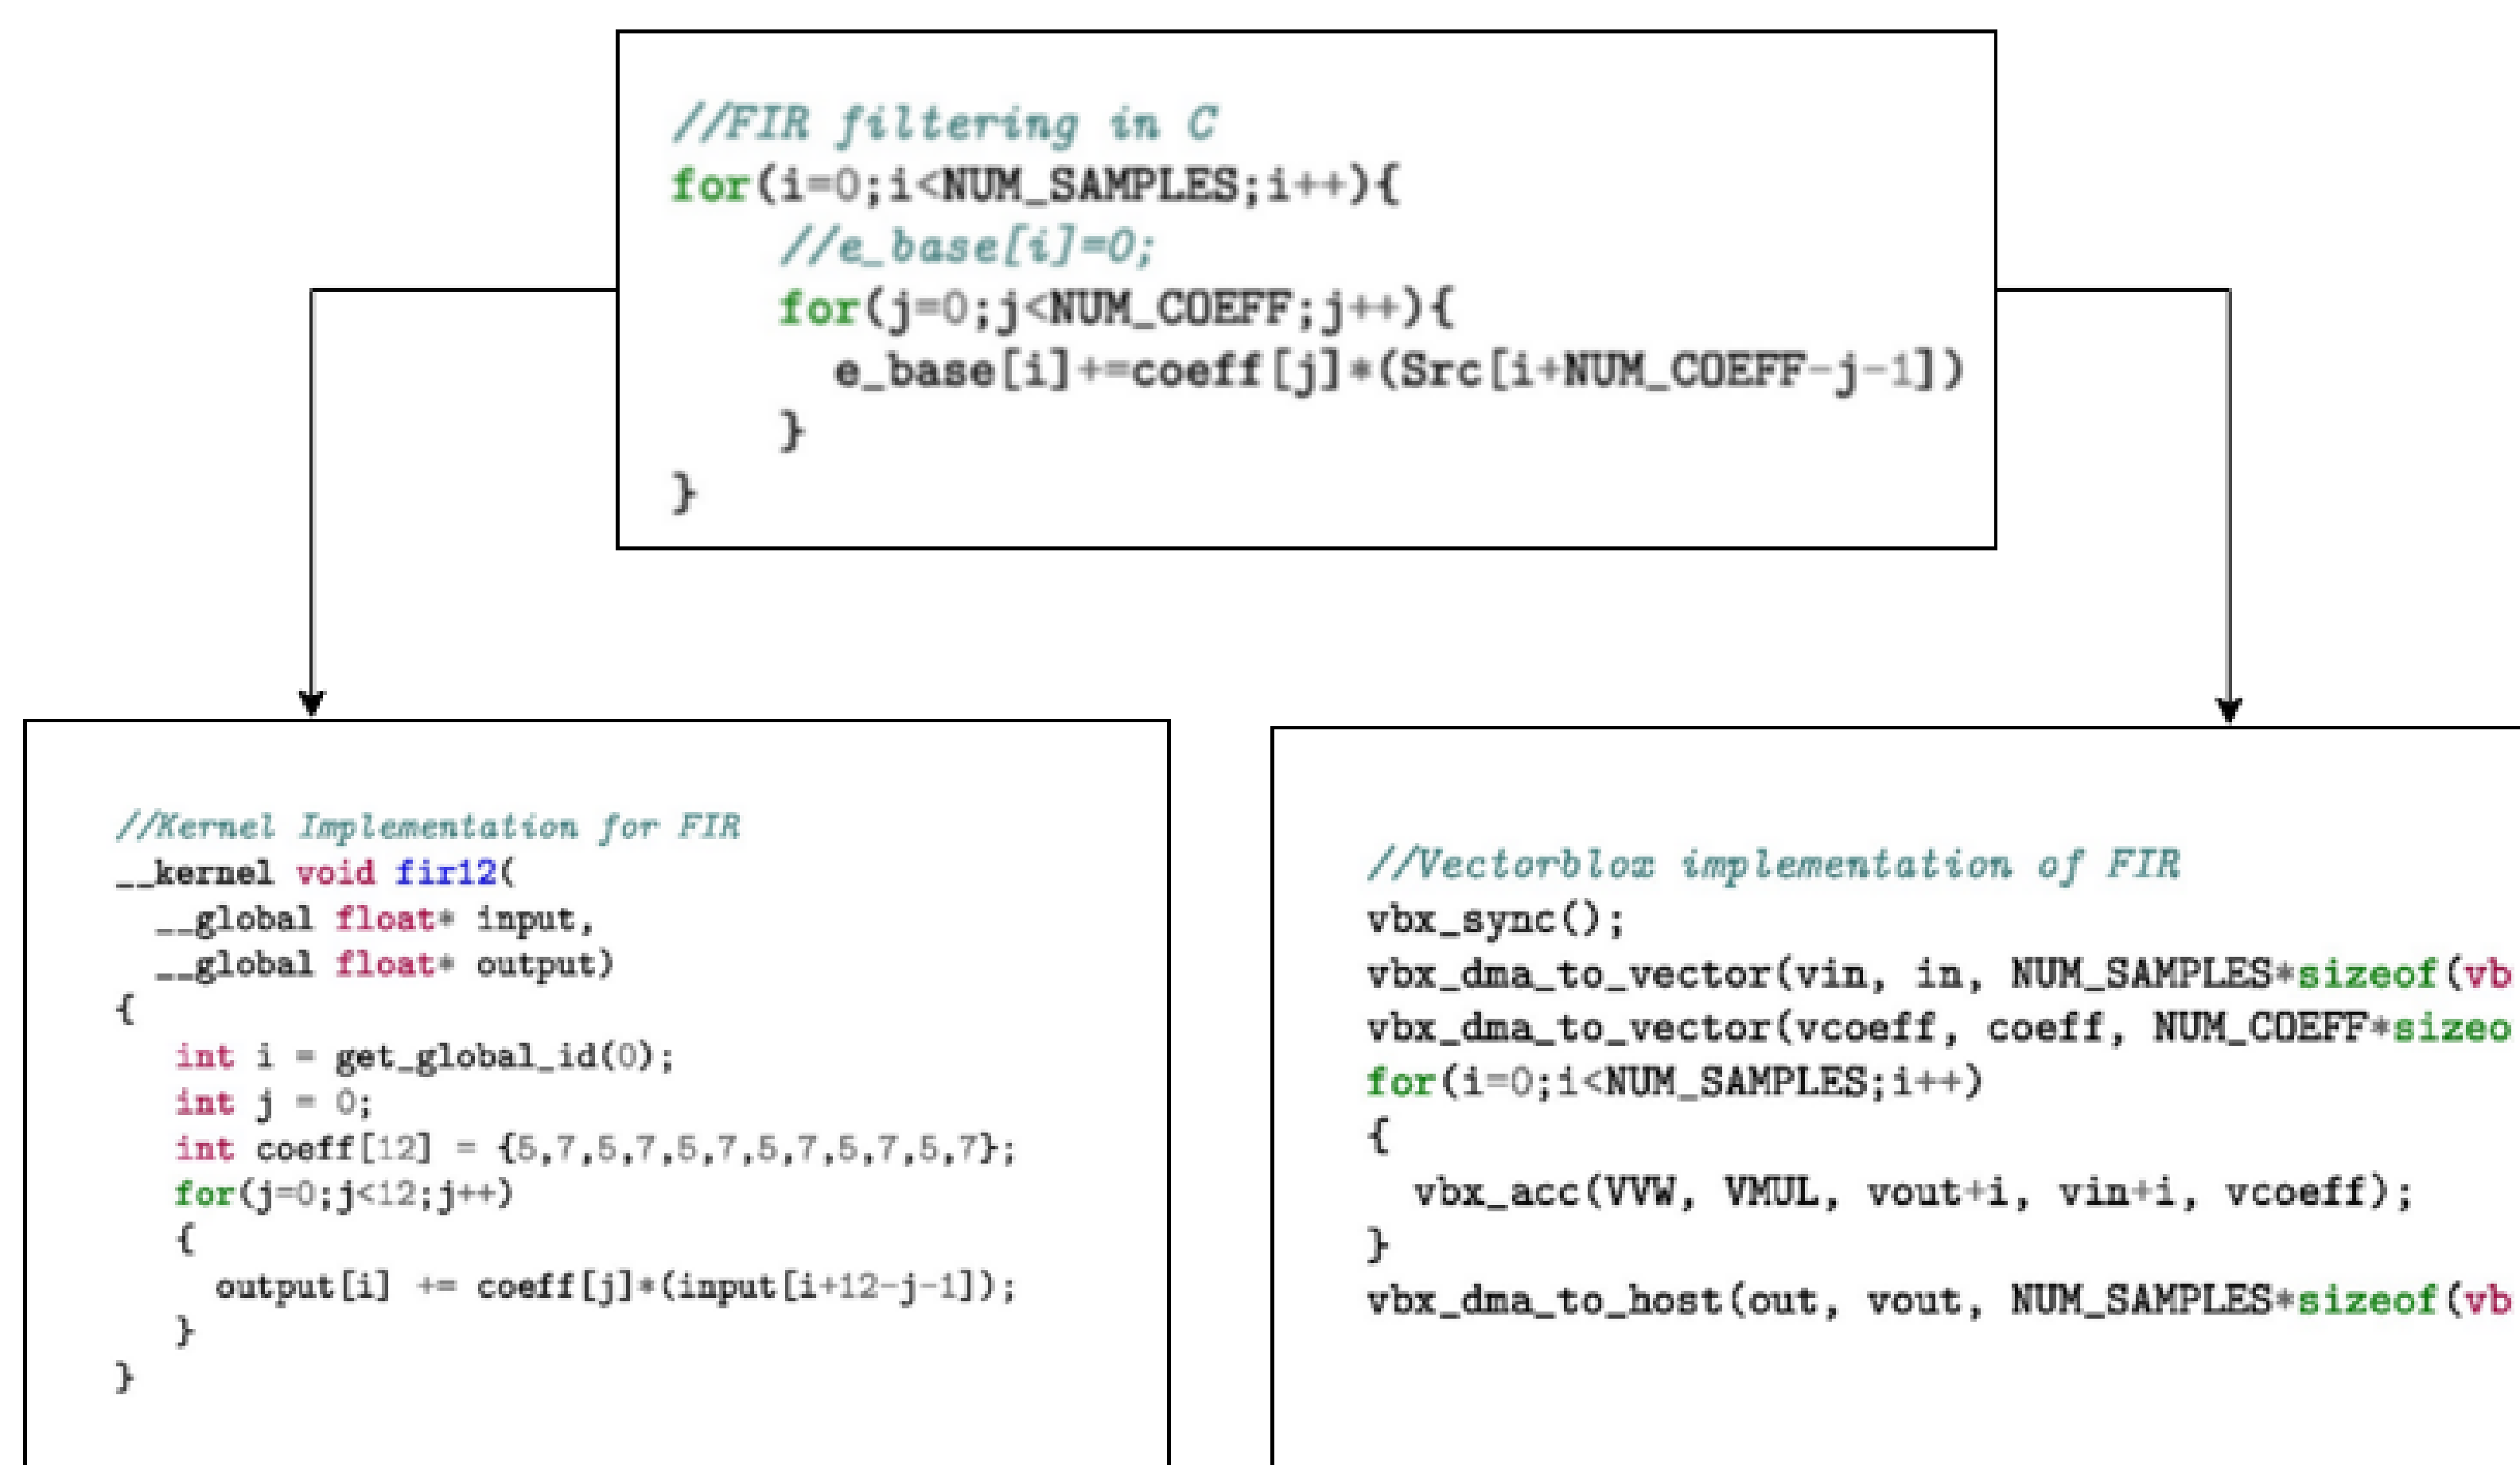 //FIR filtering in C
for(i=0;i<NUM_SAMPLES;i++){
//e_base[i]=0;
for(j=0;j<NUM_COEFF;j++){
e_base[i]+=coeff[j]*(Src[i+NUM_COEFF-j-1])
}
}
//Kernel Implementation for FIR
__kernel void fir12(
__global float* input,
__global float* output)
{
int i = get_global_id(0);
int j = 0;
int coeff[12] = {5,7,5,7,5,7,5,7,5,7,5,7};
for(j=0;j<12;j++)
{
output[i] += coeff[j]*(input[i+12-j-1]);
}
}
//Vectorblox implementation of FIR
vbx_sync();
vbx_dma_to_vector(vin, in, NUM_SAMPLES*sizeof(vb
vbx_dma_to_vector(vcoeff, coeff, NUM_COEFF*sizeo
for(i=0;i<NUM_SAMPLES;i++)
{
vbx_acc(VVW, VMUL, vout+i, vin+i, vcoeff);
}
vbx_dma_to_host(out, vout, NUM_SAMPLES*sizeof(vb